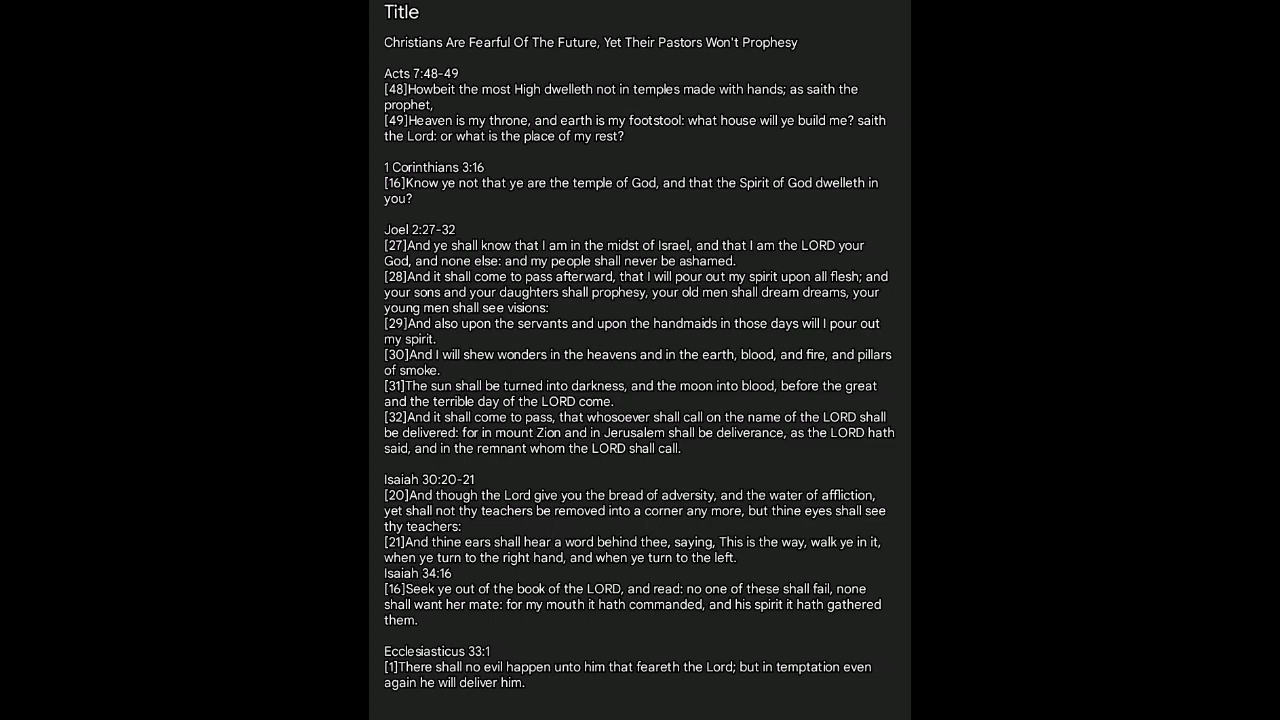 Title
Christians Are Fearful Of The Future, Yet Their Pastors Won't Prophesy
Acts 7:48-49
[48]Howbeit the most High dwelleth not in temples made with hands; as saith the
prophet,
[49]Heaven is my throne, and earth is my footstool: what house will ye build me? saith
the Lord: or what is the place of my rest?
1 Corinthians 3:16
[16]Know ye not that ye are the temple of God, and that the Spirit of God dwelleth in
you?
Joel 2:27-32
[27]And ye shall know that I am in the midst of Israel, and that I am the LORD your
God, and none else: and my people shall never be ashamed.
[28]And it shall come to pass afterward, that I will pour out my spirit upon all flesh; and
your sons and your daughters shall prophesy, your old men shall dream dreams, your
young men shall see visions:
[29]And also upon the servants and upon the handmaids in those days will I pour out
my spirit.
[30]And I will shew wonders in the heavens and in the earth, blood, and fire, and pillars
of smoke.
[31]The sun shall be turned into darkness, and the moon into blood, before the great
and the terrible day of the LORD come.
[32]And it shall come to pass, that whosoever shall call on the name of the LORD shall
be delivered: for in mount Zion and in Jerusalem shall be deliverance, as the LORD hath
said, and in the remnant whom the LORD shall call.
Isaiah 30:20-21
[20]And though the Lord give you the bread of adversity, and the water of affliction,
yet shall not thy teachers be removed into a corner any more, but thine eyes shall see
thy teachers:
[21]And thine ears shall hear a word behind thee, saying, This is the way, walk ye in it,
when ye turn to the right hand, and when ye turn to the left.
Isaiah 34:16
[16]Seek ye out of the book of the LORD, and read: no one of these shall fail, none
shall want her mate: for my mouth it hath commanded, and his spirit it hath gathered
them.
Ecclesiasticus 33:1
[1]There shall no evil happen unto him that feareth the Lord; but in temptation even
again he will deliver him.